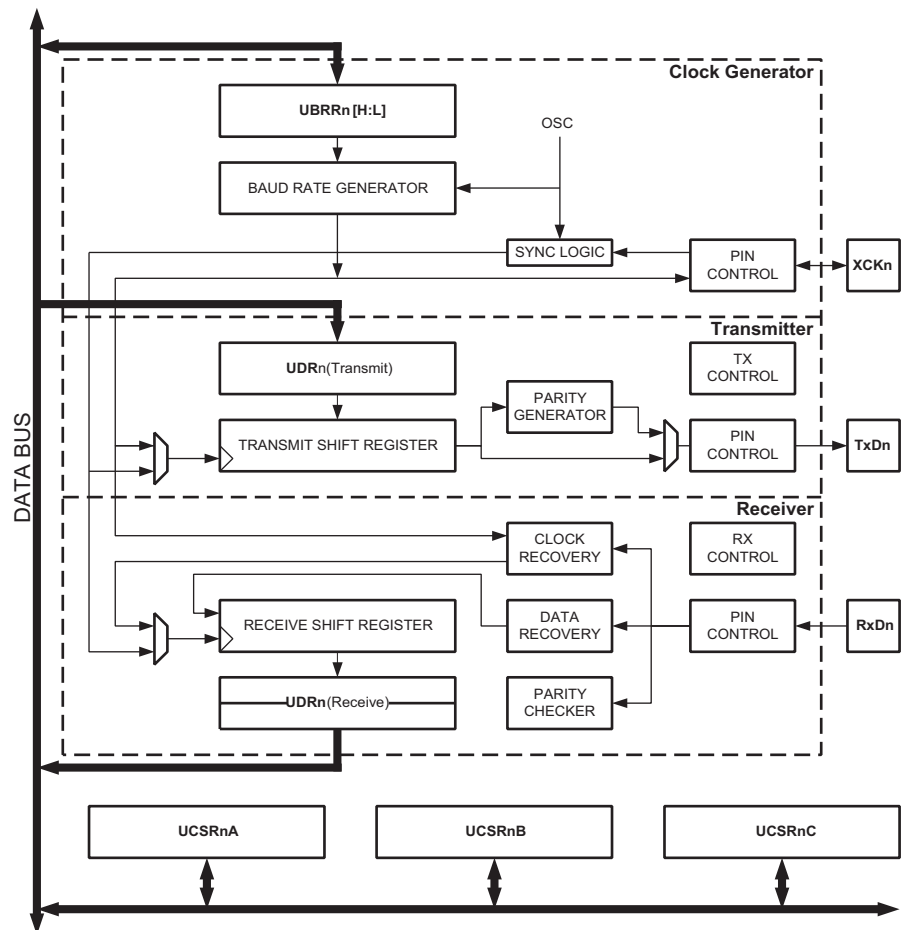 Clock Generator
UBRRn [H:L]
OSC
BAUD RATE GENERATOR
SYNC LOGIC
PIN
CONTROL
XCKn
Transmitter
UDRn(Transmit)
TX
CONTROL
PARITY
GENERATOR
TRANSMIT SHIFT REGISTER
PIN
CONTROL
TxDn
DATA BUS
Receiver
CLOCK
RECOVERY
RX
CONTROL
RECEIVE SHIFT REGISTER
DATA
RECOVERY
PIN
CONTROL
RxDn
UDRn(Receive)
PARITY
CHECKER
UCSRnA
UCSRnB
UCSRnC